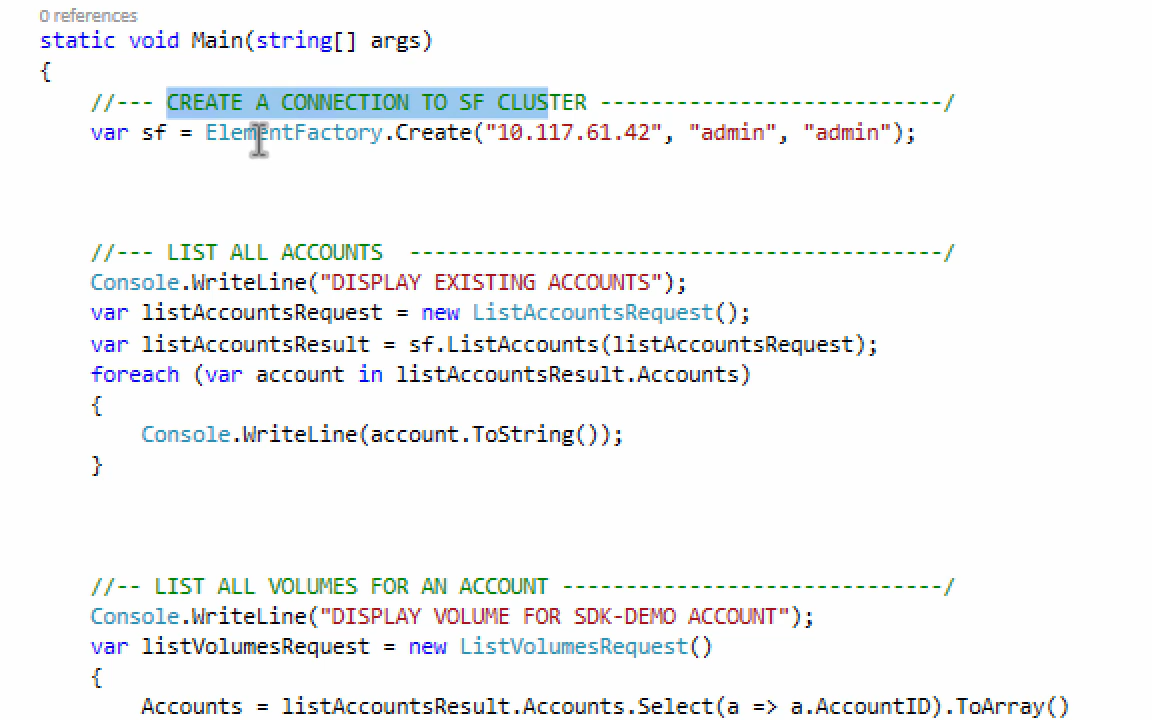 0 references
static void Main(string[] args)
{
//--- CREATE A CONNECTION TO SF CLUSTER ---------------------------/
var sf = ElementFactory.Create("10.117.61.42", "admin", "admin");
//--- LIST ALL ACCOUNTS  ------------------------------------------/
Console.WriteLine("DISPLAY EXISTING ACCOUNTS");
var listAccountsRequest = new ListAccountsRequest();
var listAccountsResult = sf.ListAccounts(listAccountsRequest);
foreach (var account in listAccountsResult.Accounts)
{
Console.WriteLine(account.ToString());
}
//-- LIST ALL VOLUMES FOR AN ACCOUNT ------------------------------/
Console.WriteLine("DISPLAY VOLUME FOR SDK-DEMO ACCOUNT");
var listVolumesRequest = new ListVolumesRequest()
{
Accounts = listAccountsResult.Accounts.Select(a => a.AccountID).ToArray()